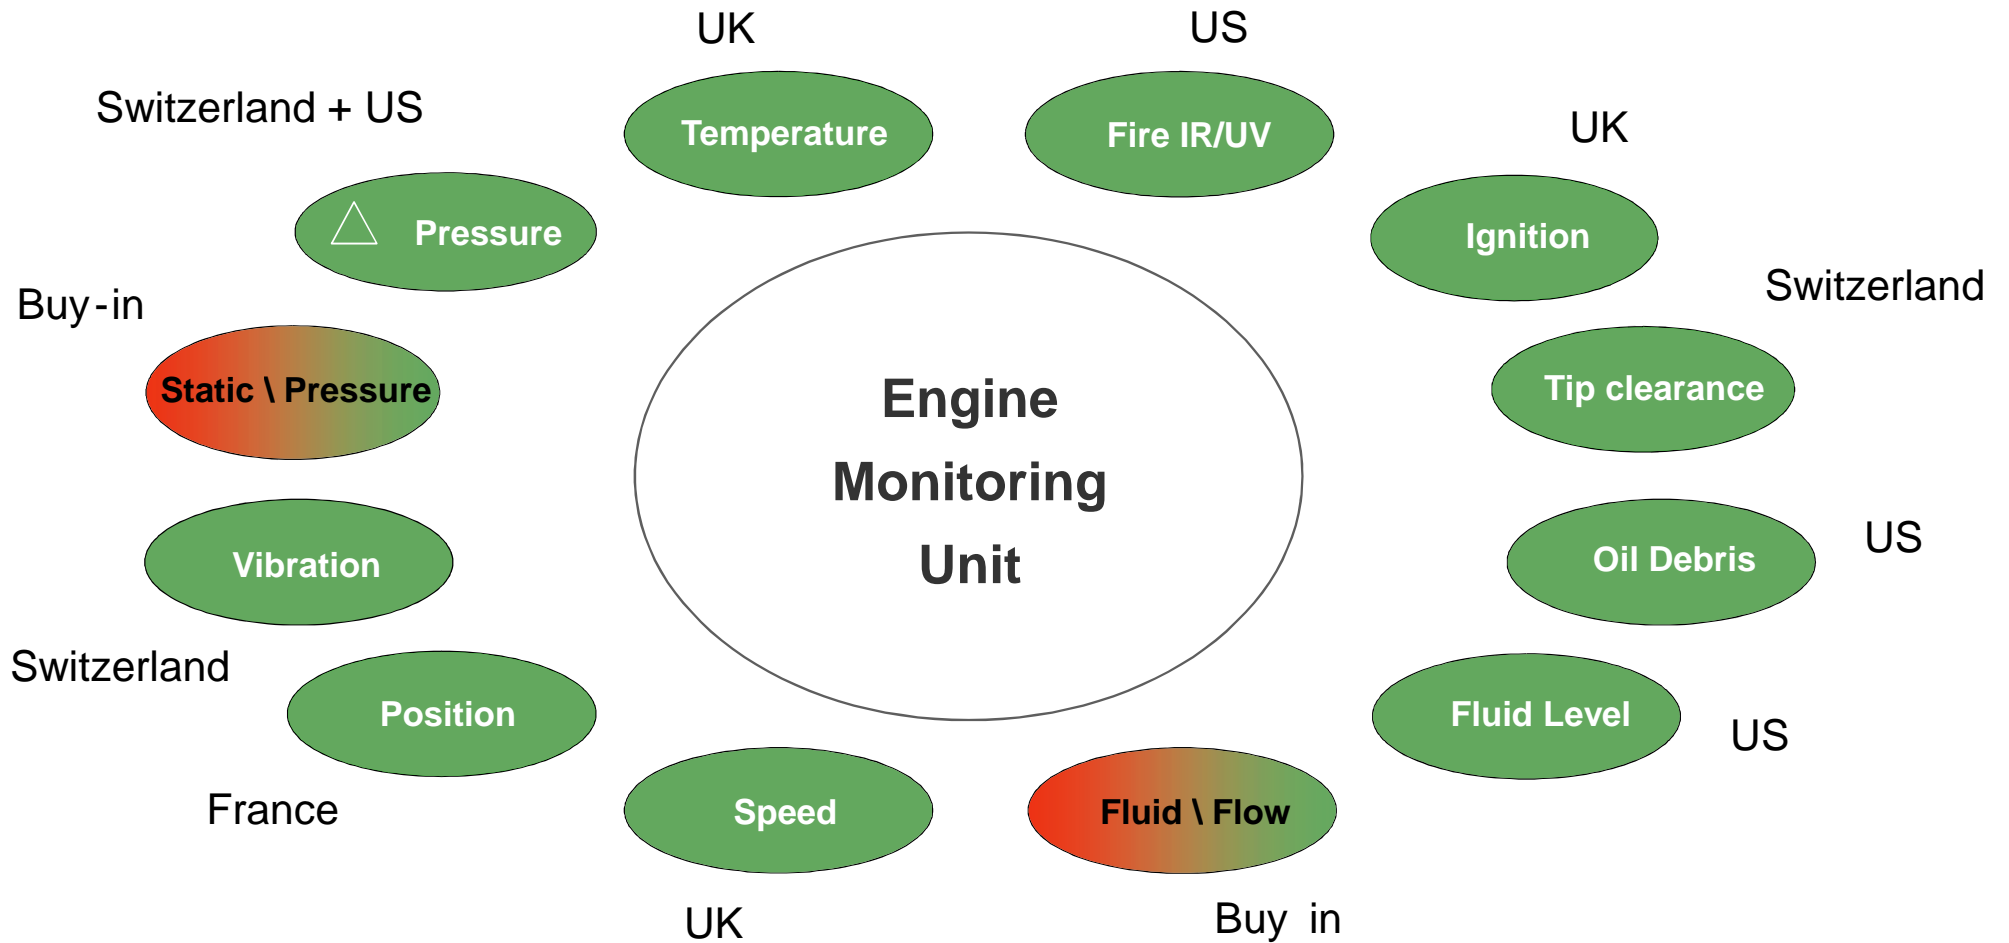 UK
US
Switzerland + US
Temperature
Fire IR/UV
UK
Pressure
Ignition
Switzerland
Buy-in
Static \ Pressure
Tip clearance
Engine
Monitoring
Unit
Vibration
Oil Debris
US
Switzerland
Position
Fluid Level
US
France
Speed
Fluid \ Flow
UK
Buy in